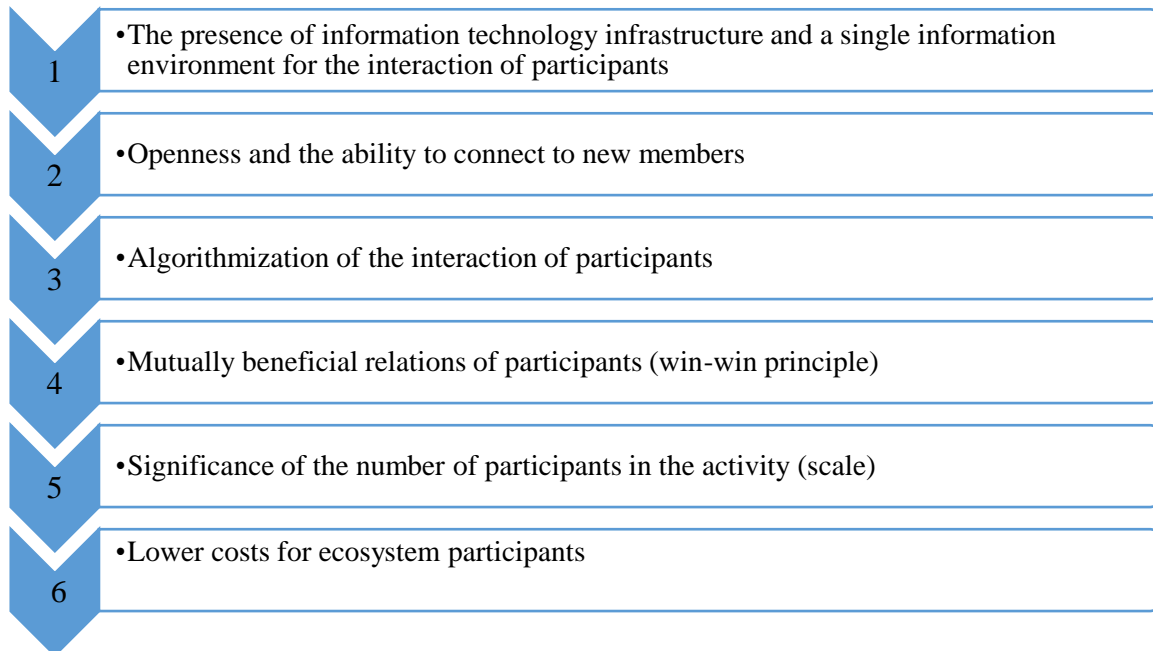 1
•The presence of information technology infrastructure and a single information
environment for the interaction of participants
2
•Openness and the ability to connect to new members
3
•Algorithmization of the interaction of participants
4
•Mutually beneficial relations of participants (win-win principle)
5
•Significance of the number of participants in the activity (scale)
6
•Lower costs for ecosystem participants